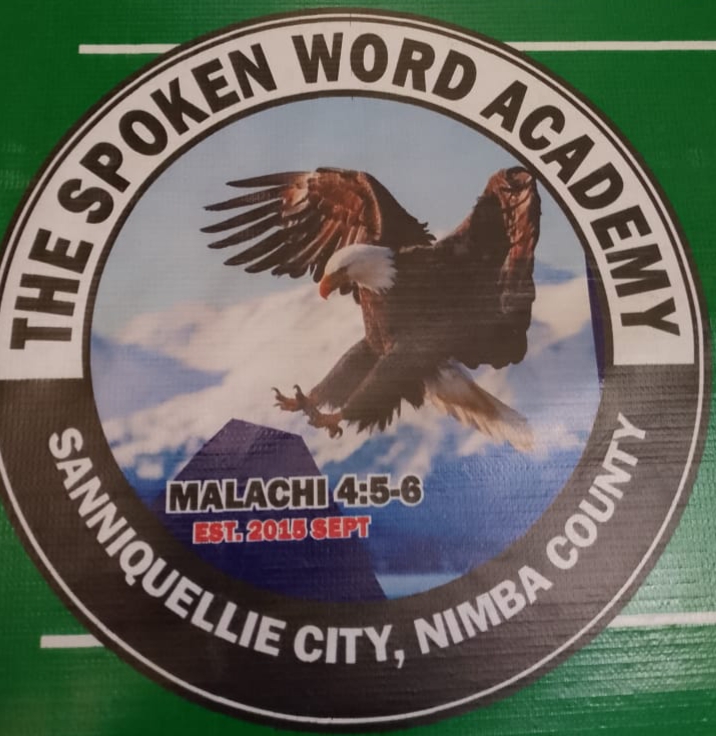 THE SPOKEN WORD ACADEMY
MALACHI 4:5-6
EST. 2015 SEPT
SANNIQUELLIE CITY, NIMBA COUNTY